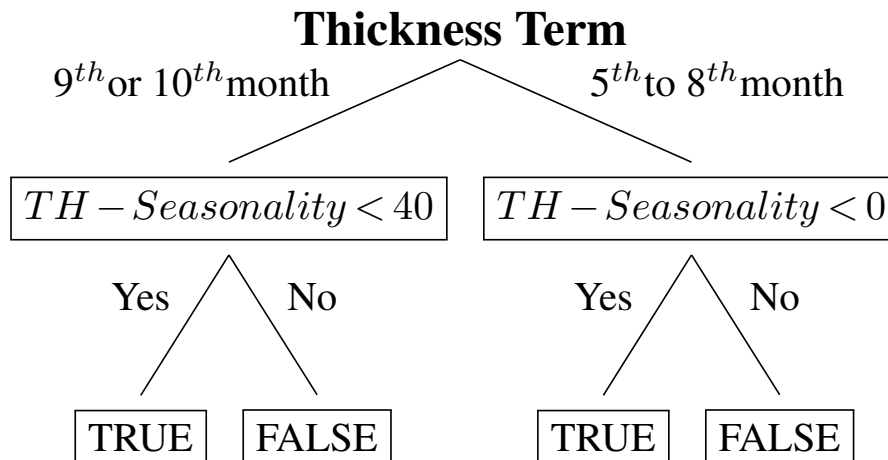 Thickness Term
9th or 10th month 5th to 8th month
TH − Seasonality < 40 TH − Seasonality < 0
Yes No Yes No
TRUE FALSE TRUE FALSE